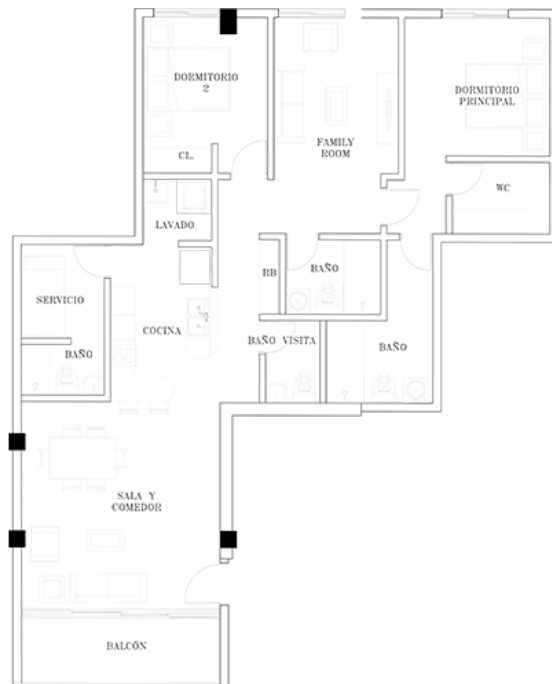 DORMITORIO
2
DORMITORIO
PRINCIPAL
FAMILY
ROOM
CL.
WC
LAVADO
RB
BAÑO
SERVICIO
COCINA
BAÑO VISITA
BAÑO
BAÑO
SALA Y
COMEDOR
BALCÓN